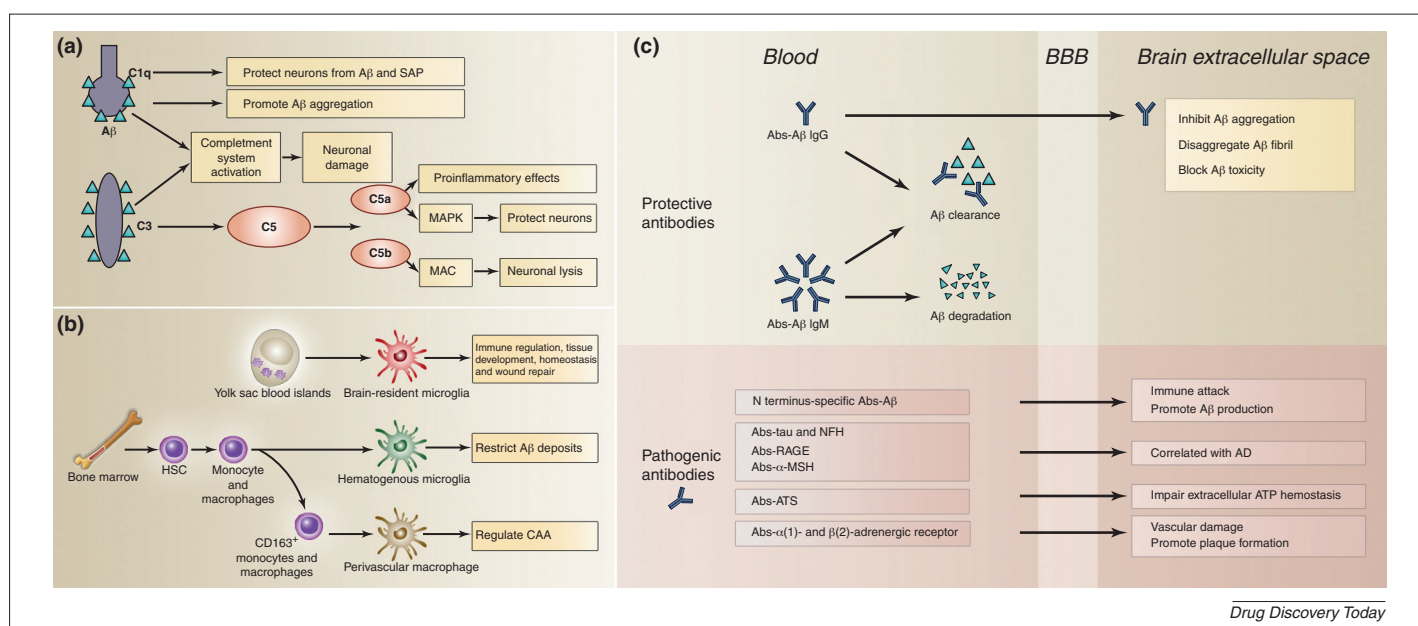 (a)
C1q
Aβ
Protect neurons from Aβ and SAP
Promote Aβ aggregation
Completment
system
activation
Neuronal
damage
C3
C5
C5a
C5b
Proinflammatory effects
MAPK
Protect neurons
MAC
Neuronal lysis
(b)
Yolk sac blood islands
Brain-resident microglia
Immune regulation, tissue
development, homeostasis
and wound repair
Bone marrow
HSC
Monocyte
and
macrophages
Hematogenous microglia
Restrict Aβ deposits
CD163+
monocytes and
macrophages
Perivascular macrophage
Regulate CAA
(c)
Blood
BBB
Brain extracellular space
Protective
antibodies
Abs-Aβ IgG
Inhibit Aβ aggregation
Disaggregate Aβ fibril
Block Aβ toxicity
Aβ clearance
Abs-Aβ IgM
Aβ degradation
Pathogenic
antibodies
N terminus-specific Abs-Aβ
Immune attack
Promote Aβ production
Abs-tau and NFH
Abs-RAGE
Abs-α-MSH
Correlated with AD
Abs-ATS
Impair extracellular ATP hemostasis
Abs-α(1)- and β(2)-adrenergic receptor
Vascular damage
Promote plaque formation
Drug Discovery Today